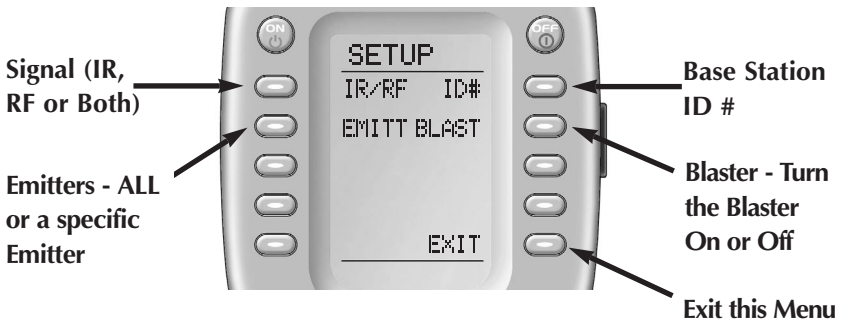 ON
OFF
SETUP
IR/RF ID#
EMITT BLAST
EXIT
Signal (IR,
RF or Both)
Emitters - ALL
or a specific
Emitter
Base Station
ID #
Blaster - Turn
the Blaster
On or Off
Exit this Menu